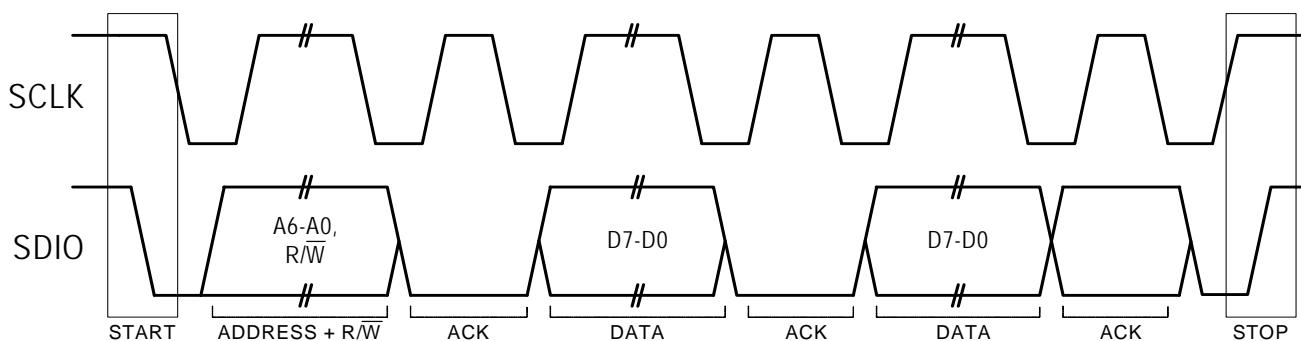 SCLK
SDIO
A6-A0,
R/W̅
D7-D0
D7-D0
START
ADDRESS + R/W̅
ACK
DATA
ACK
DATA
ACK
STOP